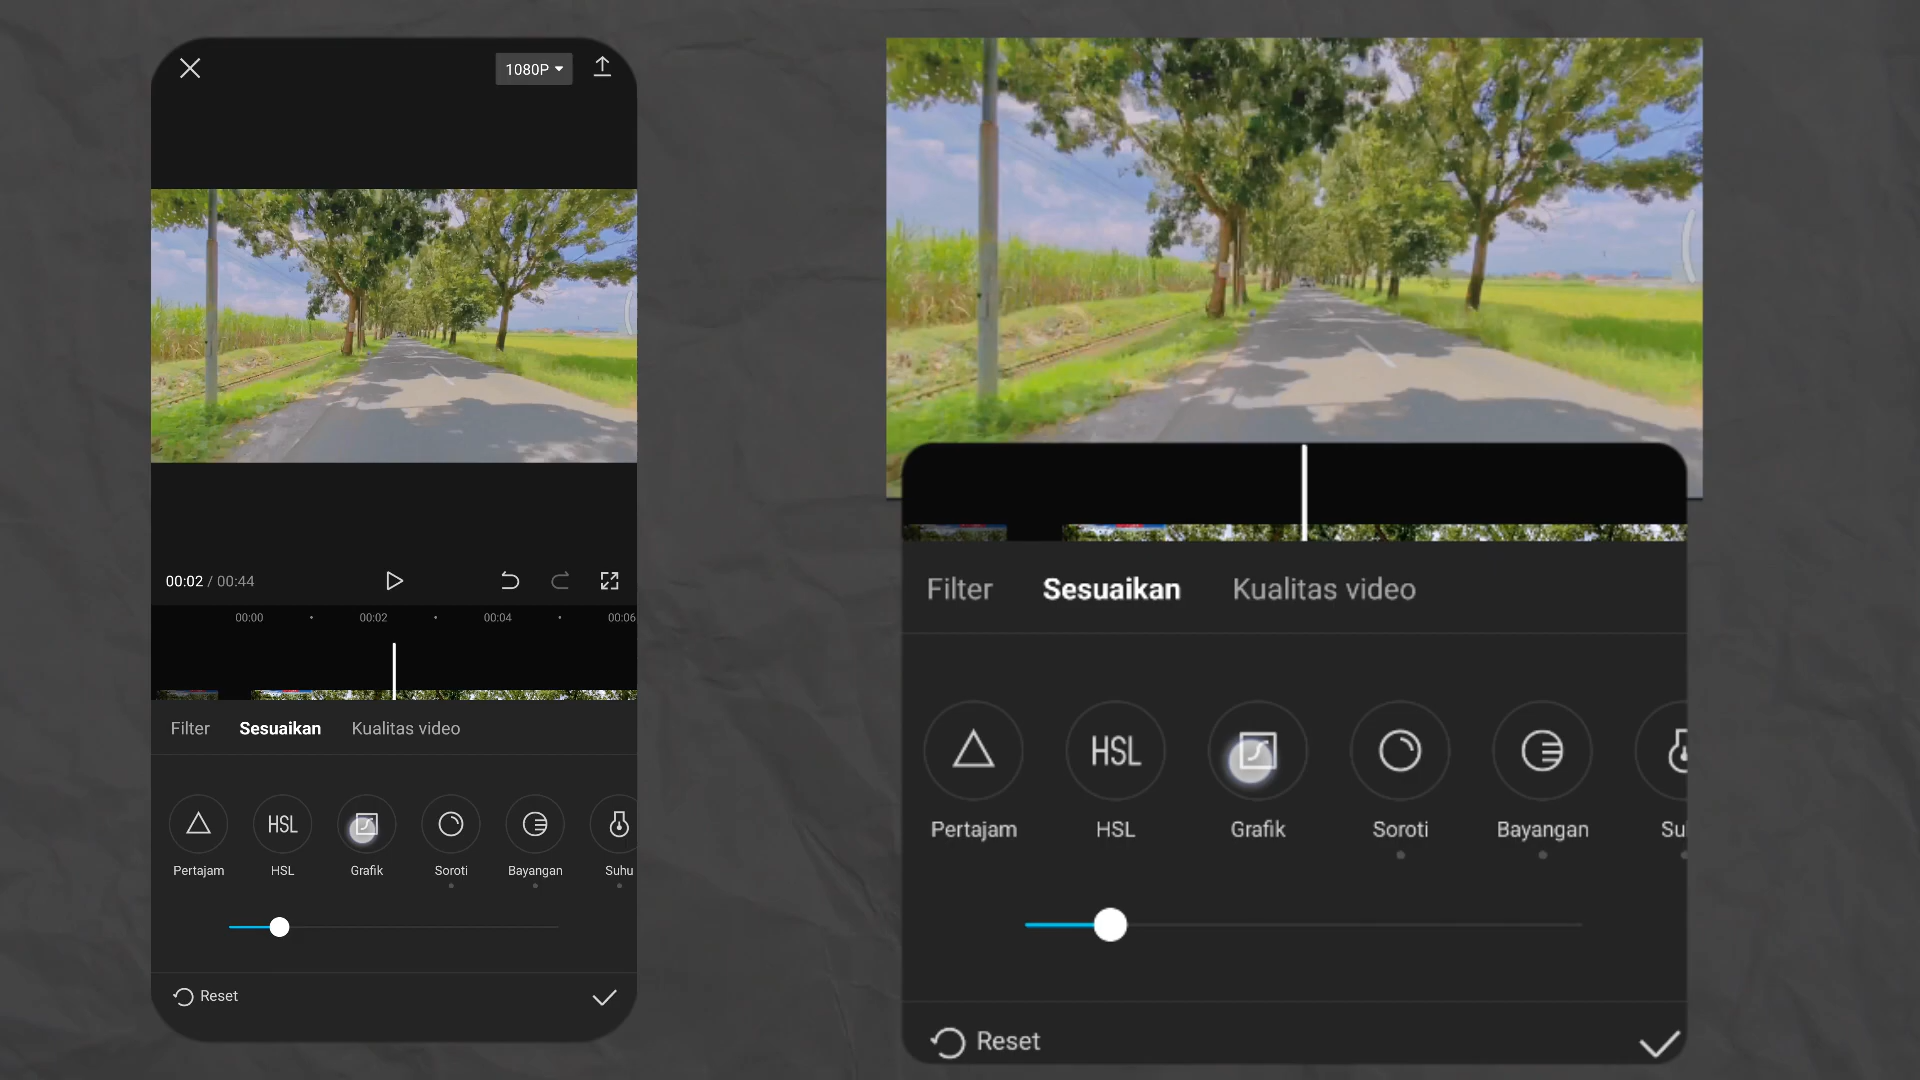 1080P
00:02 / 00:44
00:00 00:02 00:04 00:06
Filter Sesuaikan Kualitas video
HSL
Pertajam HSL Grafik Soroti Bayangan Suhu
Reset
Filter Sesuaikan Kualitas video
HSL
Pertajam HSL Grafik Soroti Bayangan Su
Reset